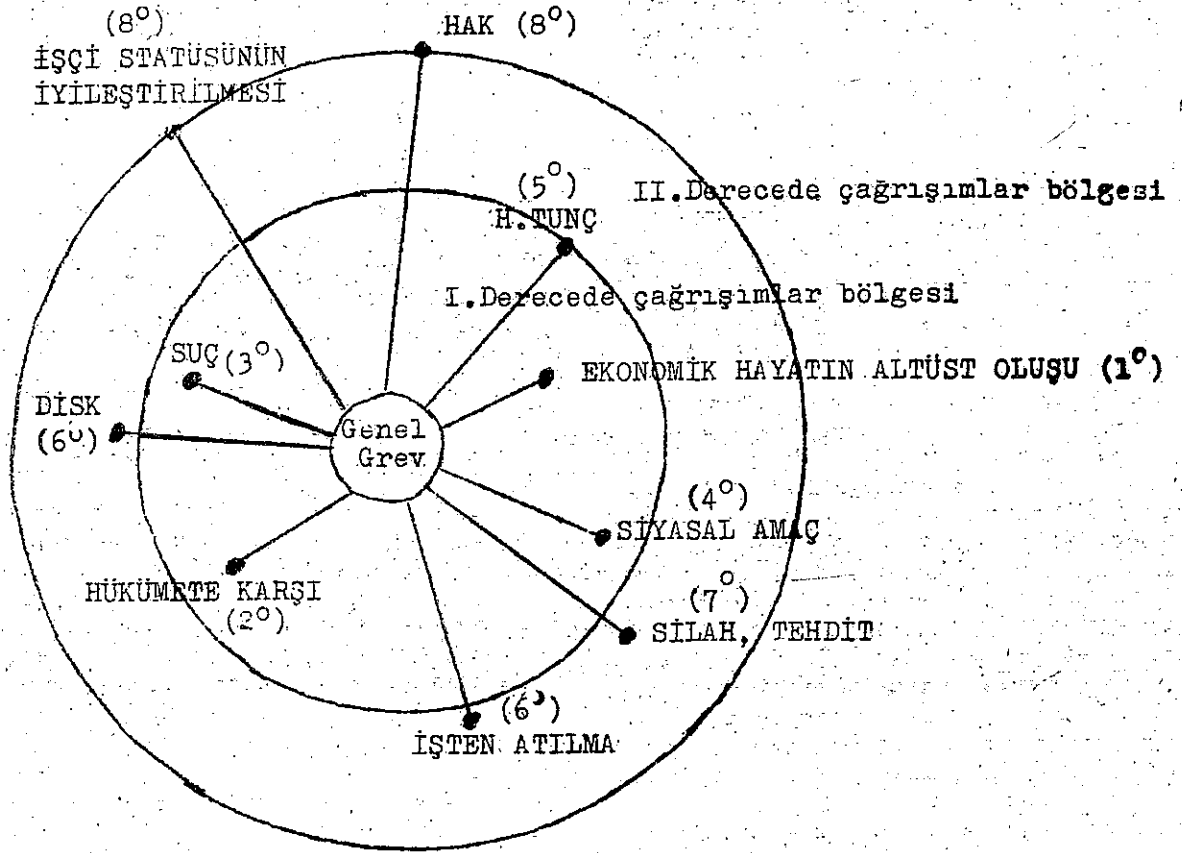 (8°)
İŞÇİ STATÜSÜNÜN
İYİLEŞTİRİLMESİ
HAK (8°)
(5°)
H.TUNÇ
II.Derecede çağrışımlar bölgesi
I.Derecede çağrışımlar bölgesi
SUÇ (3°)
EKONOMİK HAYATIN ALTÜST OLUŞU (1°)
DİSK
(6°)
Genel
Grev
(4°)
SİYASAL AMAÇ
HÜKÜMETE KARŞI
(2°)
(7°)
SİLAH, TEHDİT
(6°)
İŞTEN ATILMA